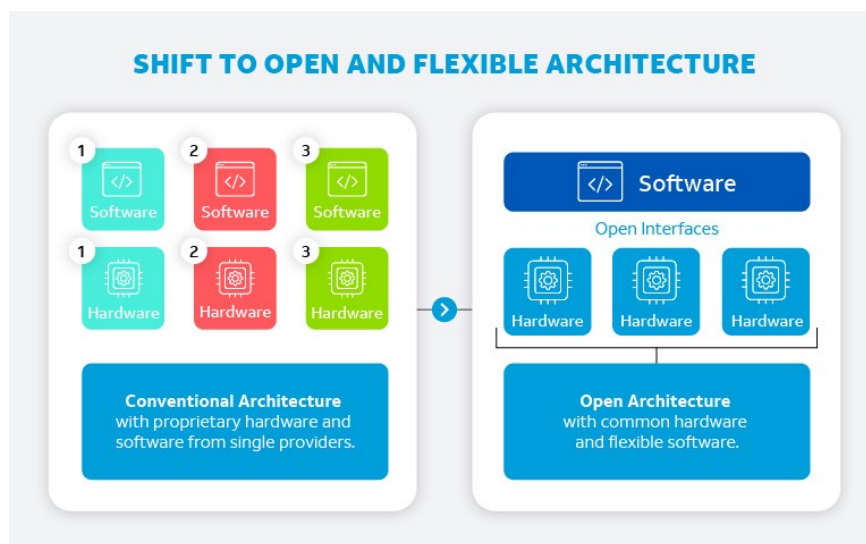 SHIFT TO OPEN AND FLEXIBLE ARCHITECTURE
1
Software
2
Software
3
Software
1
Hardware
2
Hardware
3
Hardware
Conventional Architecture
with proprietary hardware and
software from single providers.
Software
Open Interfaces
Hardware
Hardware
Hardware
Open Architecture
with common hardware
and flexible software.